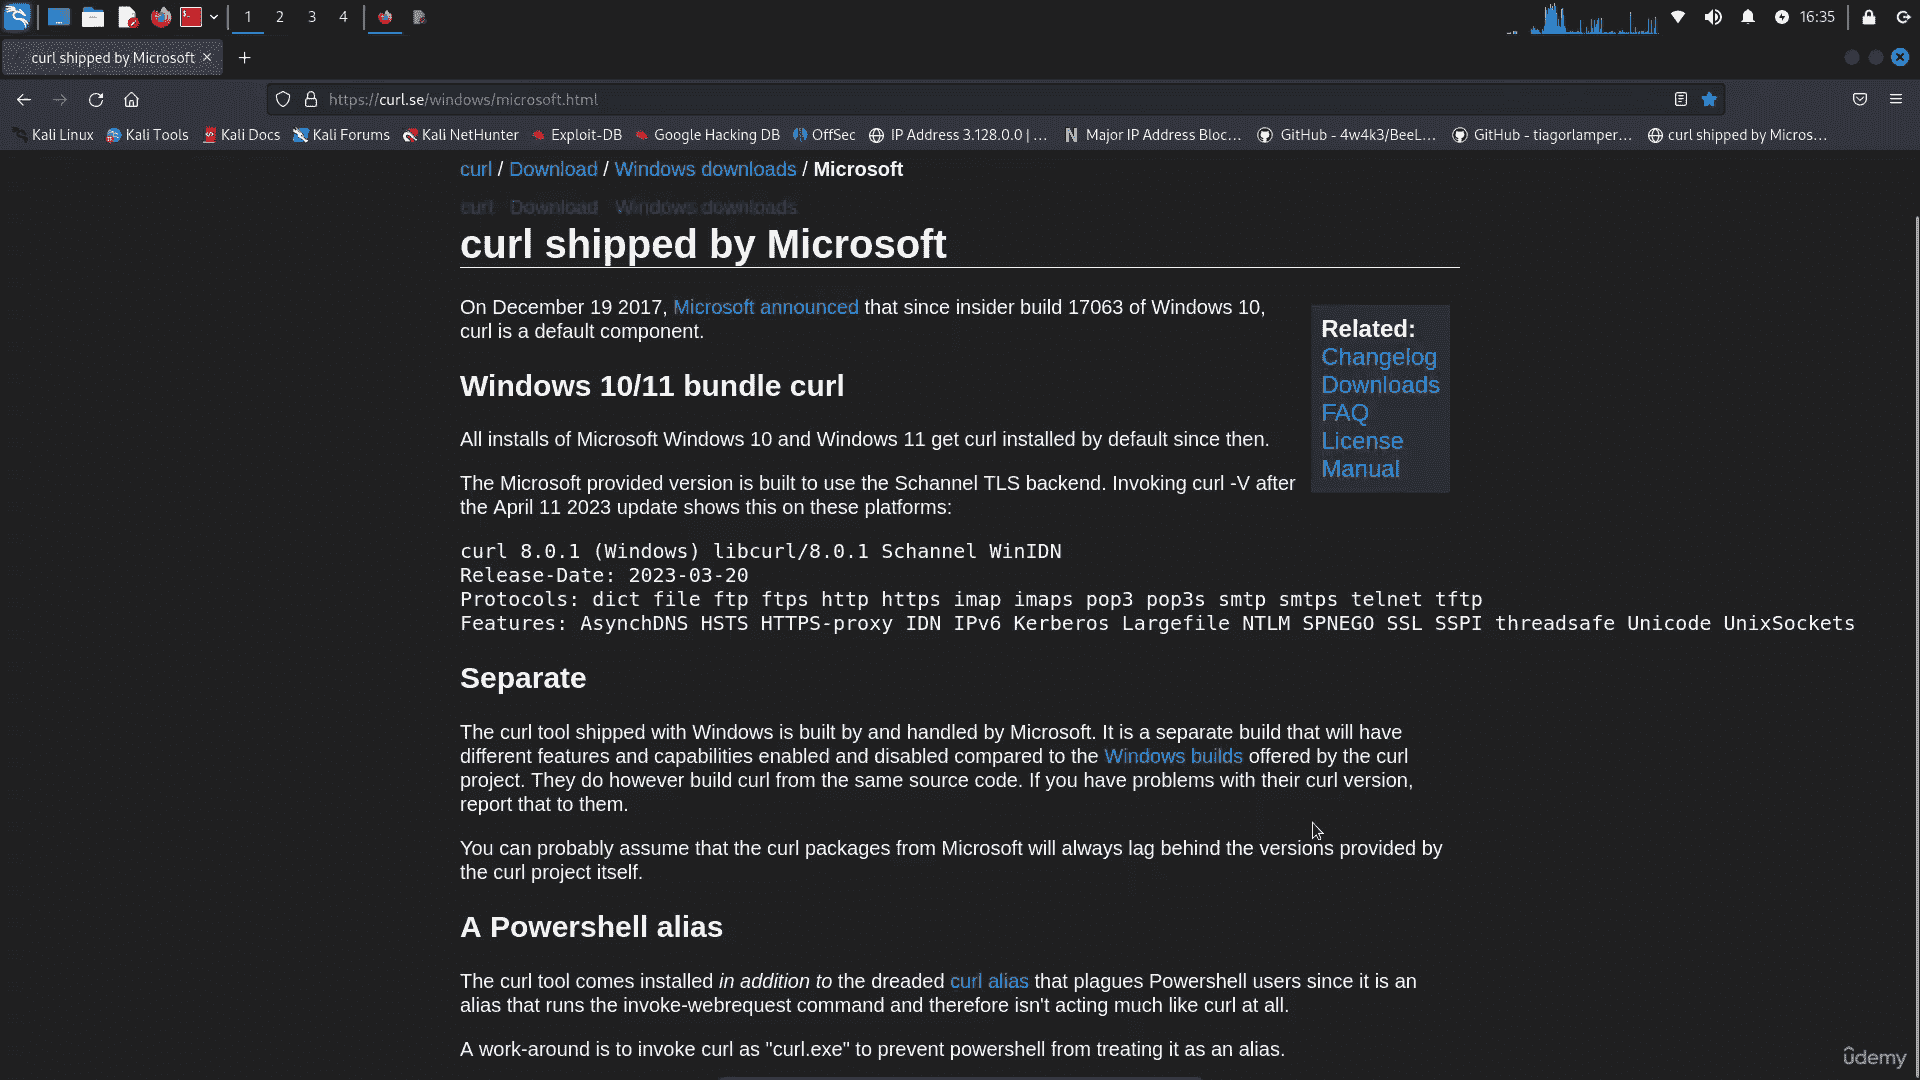 1 2 3 4 16:35
curl shipped by Microsoft
https://curl.se/windows/microsoft.html
Kali Linux Kali Tools Kali Docs Kali Forums Kali NetHunter Exploit-DB Google Hacking DB OffSec IP Address 3.128.0.0 | ... Major IP Address Bloc... GitHub - 4w4k3/BeeL... GitHub - tiagorlamper... curl shipped by Micros...
curl / Download / Windows downloads / Microsoft
curl Download Windows downloads
curl shipped by Microsoft
On December 19 2017, Microsoft announced that since insider build 17063 of Windows 10,
curl is a default component.
Related:
Changelog
Downloads
FAQ
License
Manual
Windows 10/11 bundle curl
All installs of Microsoft Windows 10 and Windows 11 get curl installed by default since then.
The Microsoft provided version is built to use the Schannel TLS backend. Invoking curl -V after
the April 11 2023 update shows this on these platforms:
curl 8.0.1 (Windows) libcurl/8.0.1 Schannel WinIDN
Release-Date: 2023-03-20
Protocols: dict file ftp ftps http https imap imaps pop3 pop3s smtp smtps telnet tftp
Features: AsynchDNS HSTS HTTPS-proxy IDN IPv6 Kerberos Largefile NTLM SPNEGO SSL SSPI threadsafe Unicode UnixSockets
Separate
The curl tool shipped with Windows is built by and handled by Microsoft. It is a separate build that will have
different features and capabilities enabled and disabled compared to the Windows builds offered by the curl
project. They do however build curl from the same source code. If you have problems with their curl version,
report that to them.
You can probably assume that the curl packages from Microsoft will always lag behind the versions provided by
the curl project itself.
A Powershell alias
The curl tool comes installed in addition to the dreaded curl alias that plagues Powershell users since it is an
alias that runs the invoke-webrequest command and therefore isn't acting much like curl at all.
A work-around is to invoke curl as "curl.exe" to prevent powershell from treating it as an alias.
ûdemy